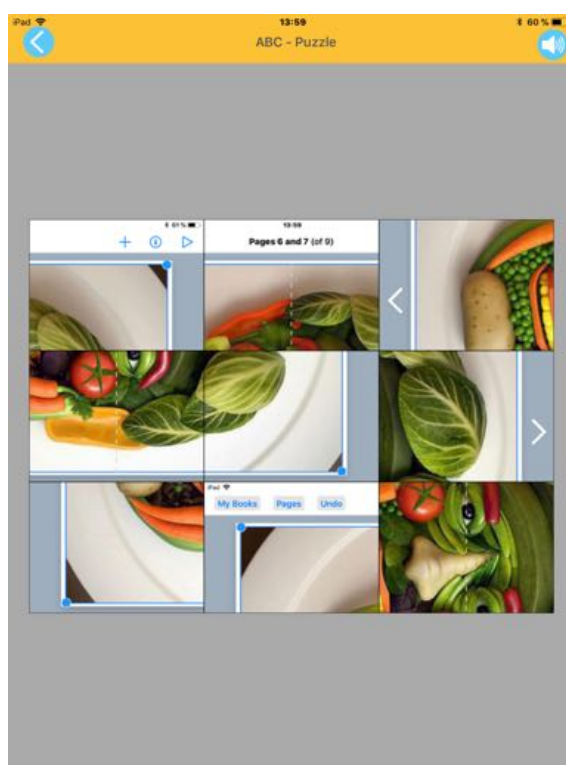 iPad 13:59 60 %
ABC - Puzzle
61 %
13:59
Pages 6 and 7 (of 9)
iPad
My Books Pages Undo